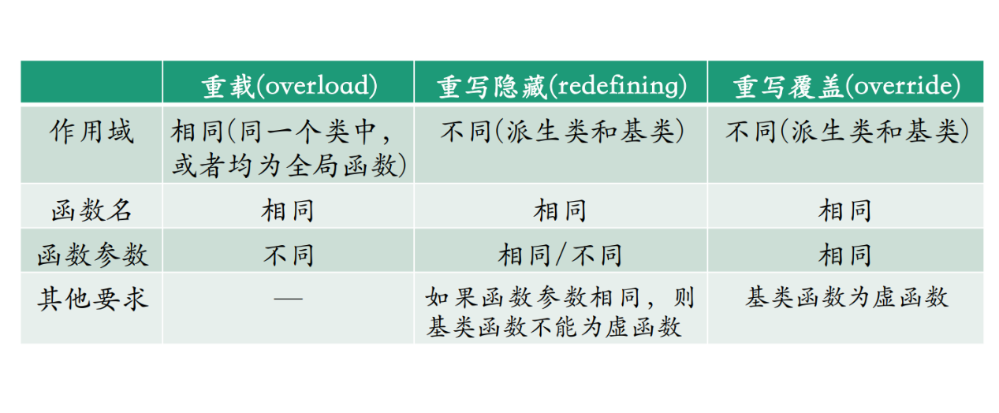 重载(overload) 重写隐藏(redefining) 重写覆盖(override)
作用域 相同(同一个类中， 不同(派生类和基类) 不同(派生类和基类)
或者均为全局函数)
函数名 相同 相同 相同
函数参数 不同 相同/不同 相同
其他要求 — 如果函数参数相同，则 基类函数为虚函数
基类函数不能为虚函数